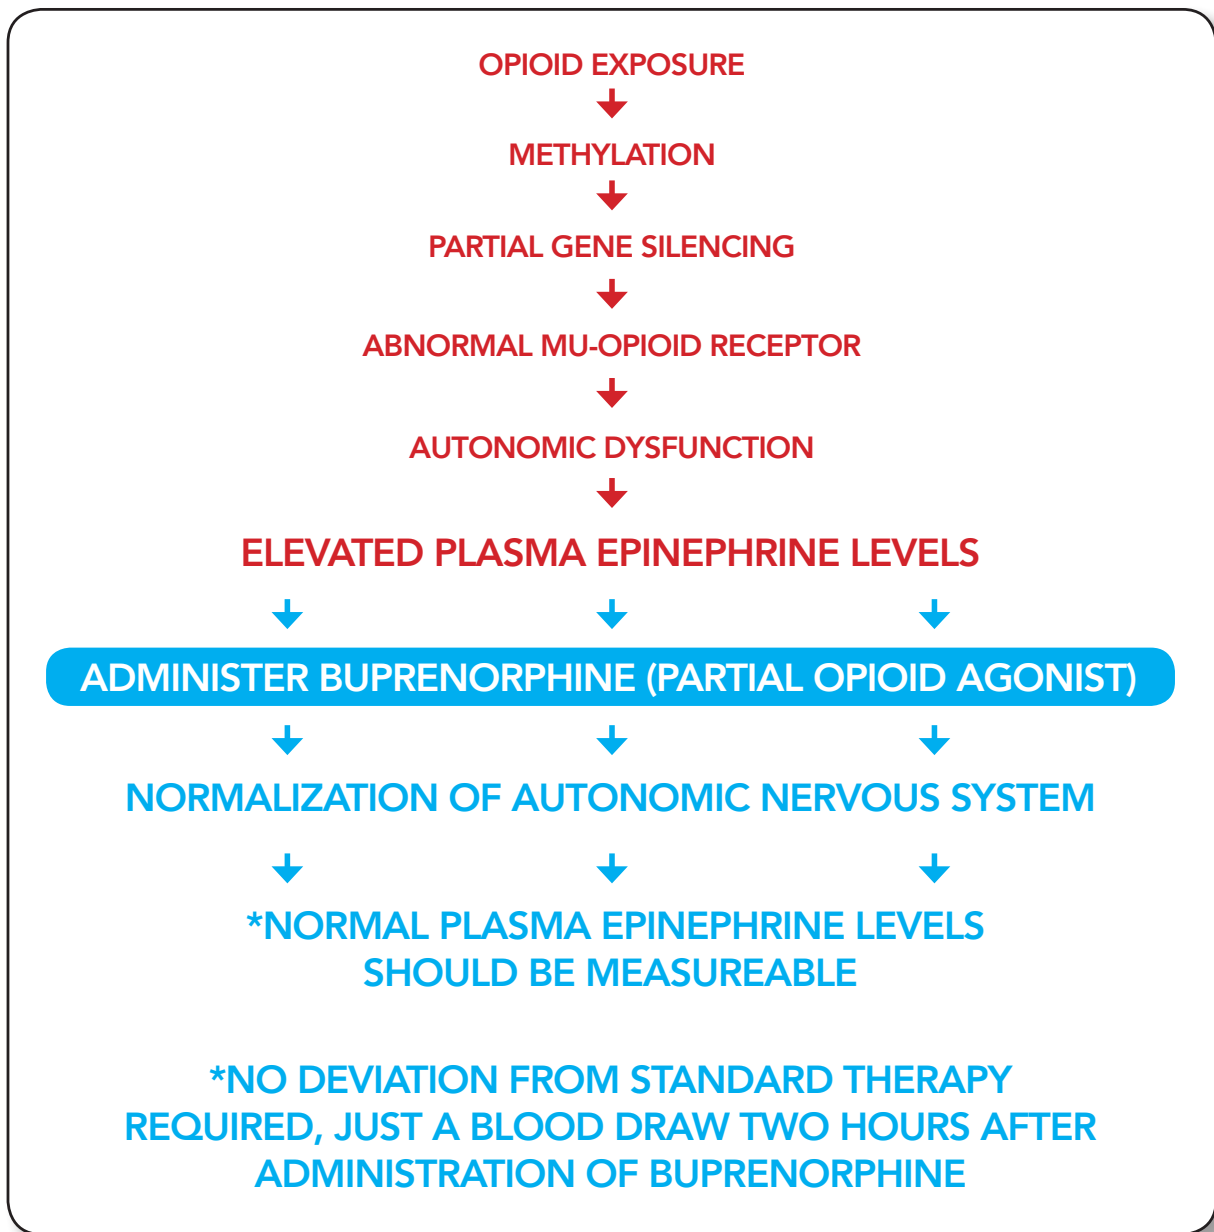 OPIOID EXPOSURE
METHYLATION
PARTIAL GENE SILENCING
ABNORMAL MU-OPIOID RECEPTOR
AUTONOMIC DYSFUNCTION
ELEVATED PLASMA EPINEPHRINE LEVELS
ADMINISTER BUPRENORPHINE (PARTIAL OPIOID AGONIST)
NORMALIZATION OF AUTONOMIC NERVOUS SYSTEM
*NORMAL PLASMA EPINEPHRINE LEVELS
SHOULD BE MEASUREABLE
*NO DEVIATION FROM STANDARD THERAPY
REQUIRED, JUST A BLOOD DRAW TWO HOURS AFTER
ADMINISTRATION OF BUPRENORPHINE